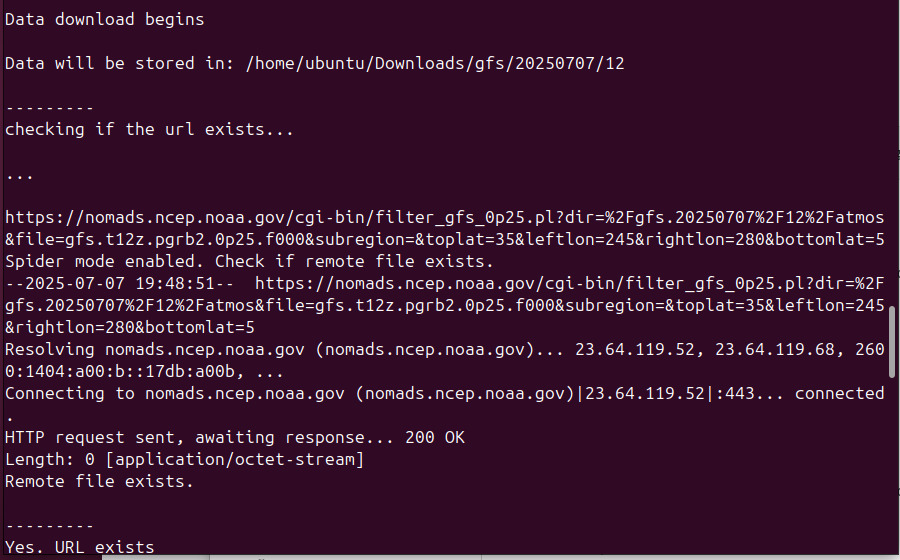 Data download begins
Data will be stored in: /home/ubuntu/Downloads/gfs/20250707/12
---------
checking if the url exists...
...
https://nomads.ncep.noaa.gov/cgi-bin/filter_gfs_0p25.pl?dir=%2Fgfs.20250707%2F12%2Fatmos
&file=gfs.t12z.pgrb2.0p25.f000&subregion=&toplat=35&leftlon=245&rightlon=280&bottomlat=5
Spider mode enabled. Check if remote file exists.
--2025-07-07 19:48:51--  https://nomads.ncep.noaa.gov/cgi-bin/filter_gfs_0p25.pl?dir=%2F
gfs.20250707%2F12%2Fatmos&file=gfs.t12z.pgrb2.0p25.f000&subregion=&toplat=35&leftlon=245
&rightlon=280&bottomlat=5
Resolving nomads.ncep.noaa.gov (nomads.ncep.noaa.gov)... 23.64.119.52, 23.64.119.68, 260
0:1404:a00:b::17db:a00b, ...
Connecting to nomads.ncep.noaa.gov (nomads.ncep.noaa.gov)|23.64.119.52|:443... connected
.
HTTP request sent, awaiting response... 200 OK
Length: 0 [application/octet-stream]
Remote file exists.
---------
Yes. URL exists